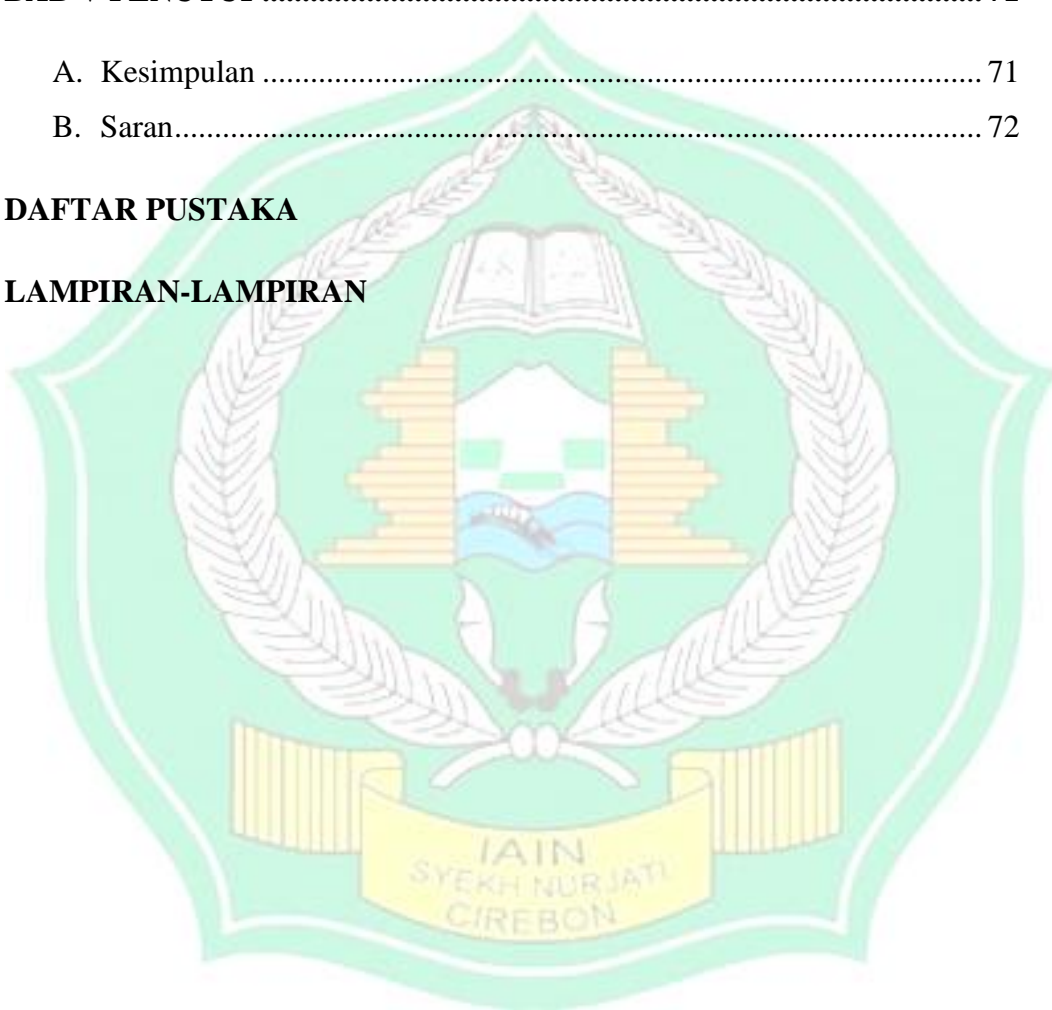 A. Kesimpulan ........................................................................................... 71
B. Saran...................................................................................................... 72
DAFTAR PUSTAKA
LAMPIRAN-LAMPIRAN
IAIN
SYEKH NURJATI
CIREBON